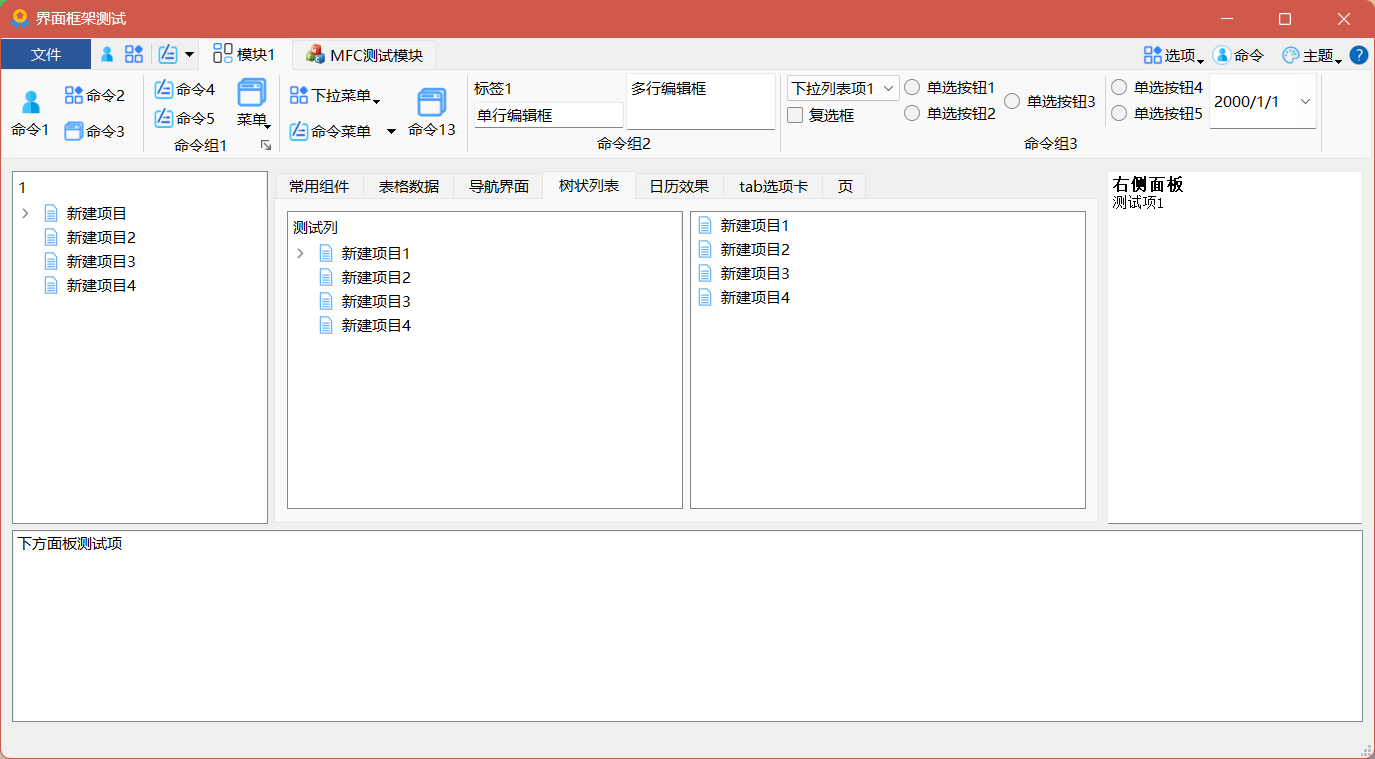 界面框架测试
文件 模块1 MFC测试模块 选项 命令 主题 ?
命令1
命令2
命令3
命令4
命令5
菜单
命令组1
下拉菜单
命令菜单
命令13
标签1
单行编辑框
多行编辑框
命令组2
下拉列表项1
复选框
单选按钮1
单选按钮2
单选按钮3
单选按钮4
单选按钮5
2000/1/1
命令组3
1
新建项目
新建项目2
新建项目3
新建项目4
常用组件 表格数据 导航界面 树状列表 日历效果 tab选项卡 页
测试列
新建项目1
新建项目2
新建项目3
新建项目4
新建项目1
新建项目2
新建项目3
新建项目4
右侧面板
测试项1
下方面板测试项